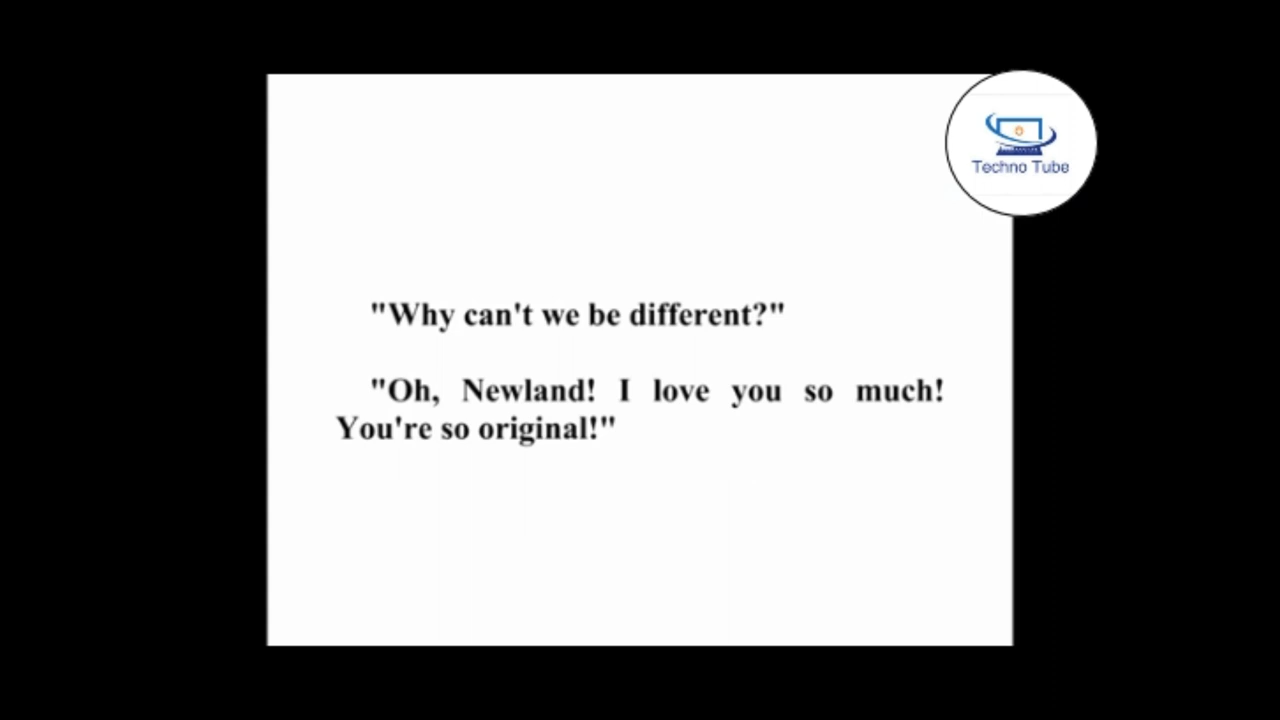 Techno Tube
"Why can't we be different?"
"Oh, Newland! I love you so much!
You're so original!"